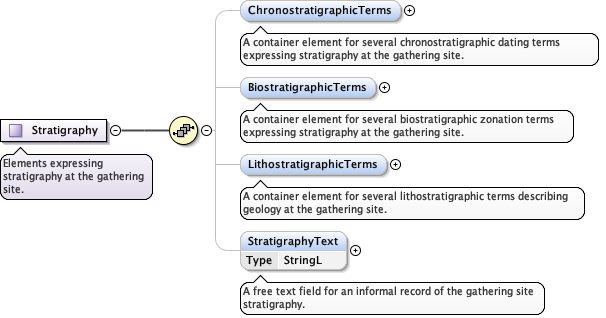 ChronostratigraphicTerms
A container element for several chronostratigraphic dating terms
expressing stratigraphy at the gathering site.
BiostratigraphicTerms
A container element for several biostratigraphic zonation terms
expressing stratigraphy at the gathering site.
Stratigraphy
Elements expressing
stratigraphy at the gathering
site.
LithostratigraphicTerms
A container element for several lithostratigraphic terms describing
geology at the gathering site.
StratigraphyText
Type StringL
A free text field for an informal record of the gathering site
stratigraphy.